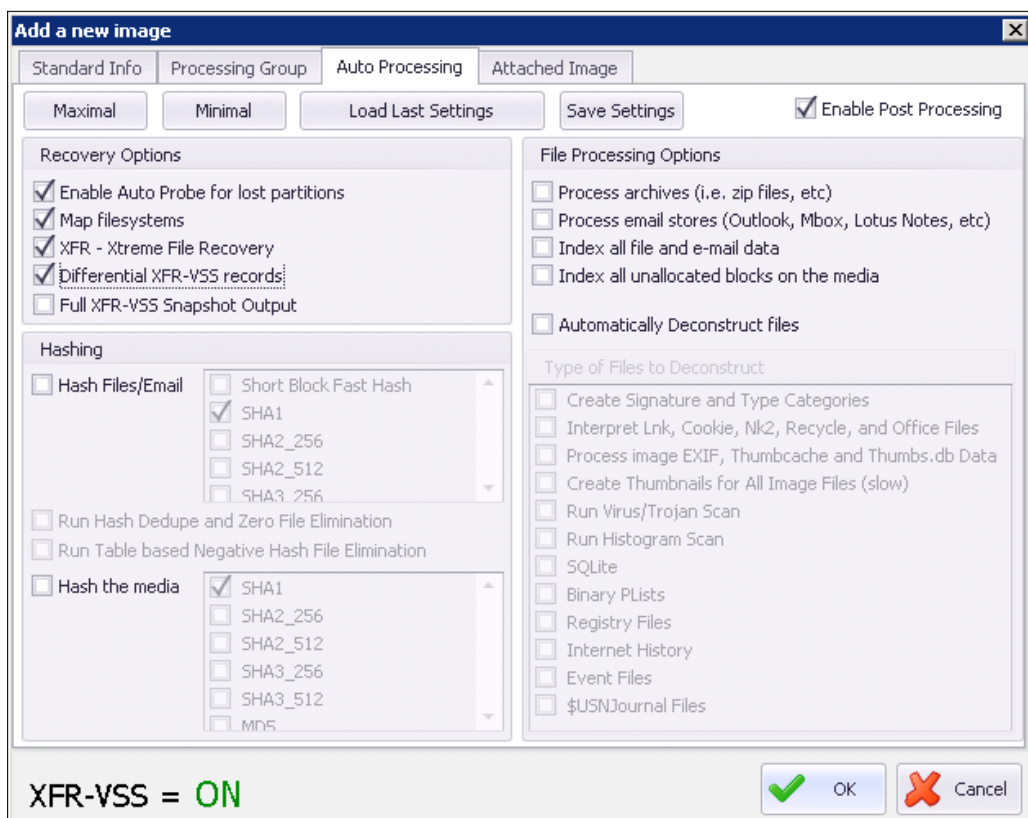 Add a new image
Standard Info
Processing Group
Auto Processing
Attached Image
Maximal
Minimal
Load Last Settings
Save Settings
Enable Post Processing
Recovery Options
Enable Auto Probe for lost partitions
Map filesystems
XFR - Xtreme File Recovery
Differential XFR-VSS records
Full XFR-VSS Snapshot Output
Hashing
Hash Files/Email
Short Block Fast Hash
SHA1
SHA2_256
SHA2_512
SHA3_256
Run Hash Dedupe and Zero File Elimination
Run Table based Negative Hash File Elimination
Hash the media
SHA1
SHA2_256
SHA2_512
SHA3_256
SHA3_512
MD5
File Processing Options
Process archives (i.e. zip files, etc)
Process email stores (Outlook, Mbox, Lotus Notes, etc)
Index all file and e-mail data
Index all unallocated blocks on the media
Automatically Deconstruct files
Type of Files to Deconstruct
Create Signature and Type Categories
Interpret Lnk, Cookie, Nk2, Recycle, and Office Files
Process image EXIF, Thumbcache and Thumbs.db Data
Create Thumbnails for All Image Files (slow)
Run Virus/Trojan Scan
Run Histogram Scan
SQLite
Binary PLists
Registry Files
Internet History
Event Files
$USNJournal Files
XFR-VSS = ON
OK
Cancel